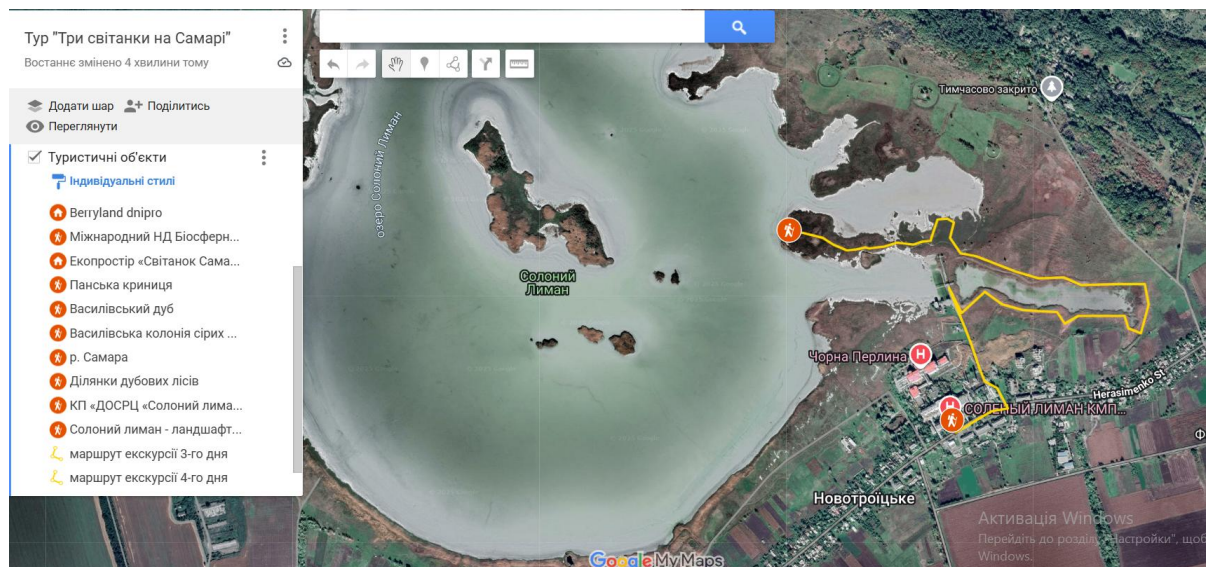 Тур "Три світанки на Самарі"
Востаннє змінено 4 хвилини тому
Додати шар
Поділитись
Переглянути
Туристичні об'єкти
Індивідуальні стилі
Berryland dnipro
Міжнародний НД Біосферн...
Екопростір «Світанок Сама...
Панська криниця
Василівський дуб
Василівська колонія сірих ...
р. Самара
Ділянки дубових лісів
КП «ДОСРЦ «Солоний лима...
Солоний лиман - ландшафт...
маршрут екскурсії 3-го дня
маршрут екскурсії 4-го дня
озеро Солоний Лиман
Солоний
Лиман
Тимчасово закрито
Чорна Перлина
H
Herasimenko St
H
СОЛЕНЫЙ ЛИМАН КМП...
Ф
Новотроїцьке
Активація Windows
Перейдіть до розділу "Настройки", щоб
Windows.
Google My Maps